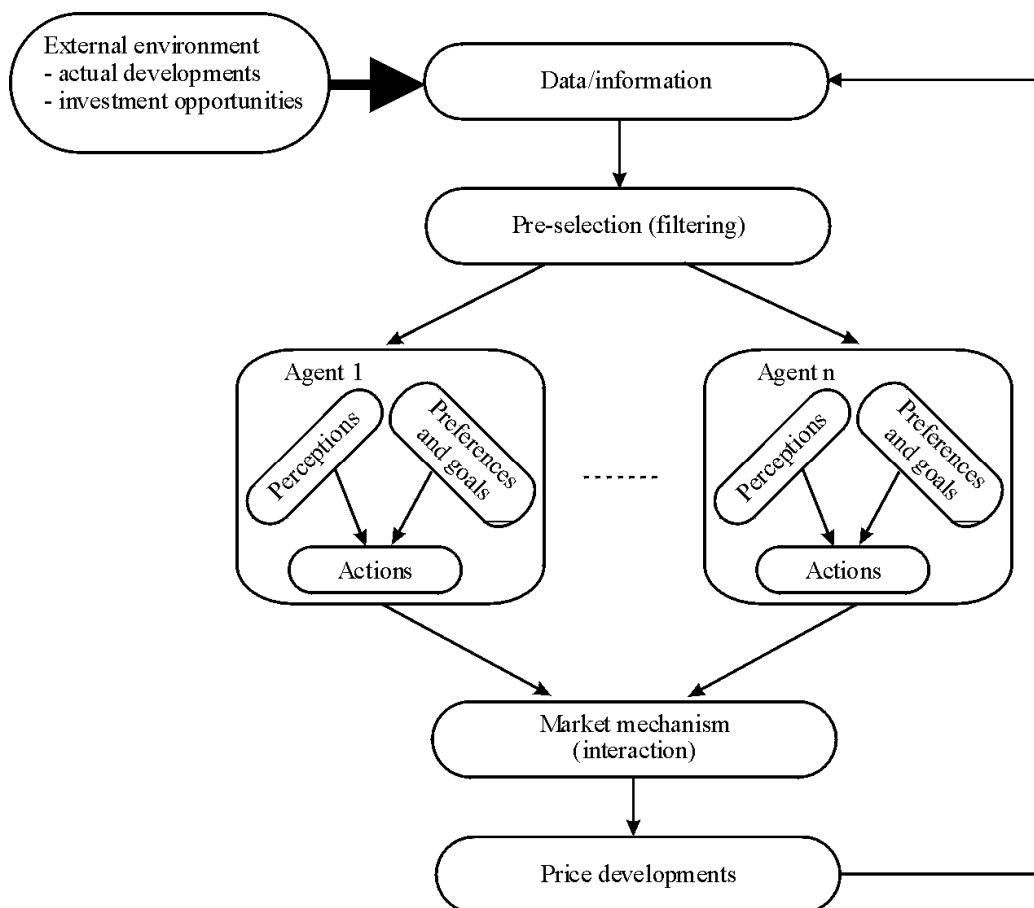 External environment
- actual developments
- investment opportunities
Data/information
Pre-selection (filtering)
Agent 1
Perceptions
Preferences
and goals
Actions
Agent n
Perceptions
Preferences
and goals
Actions
Market mechanism
(interaction)
Price developments